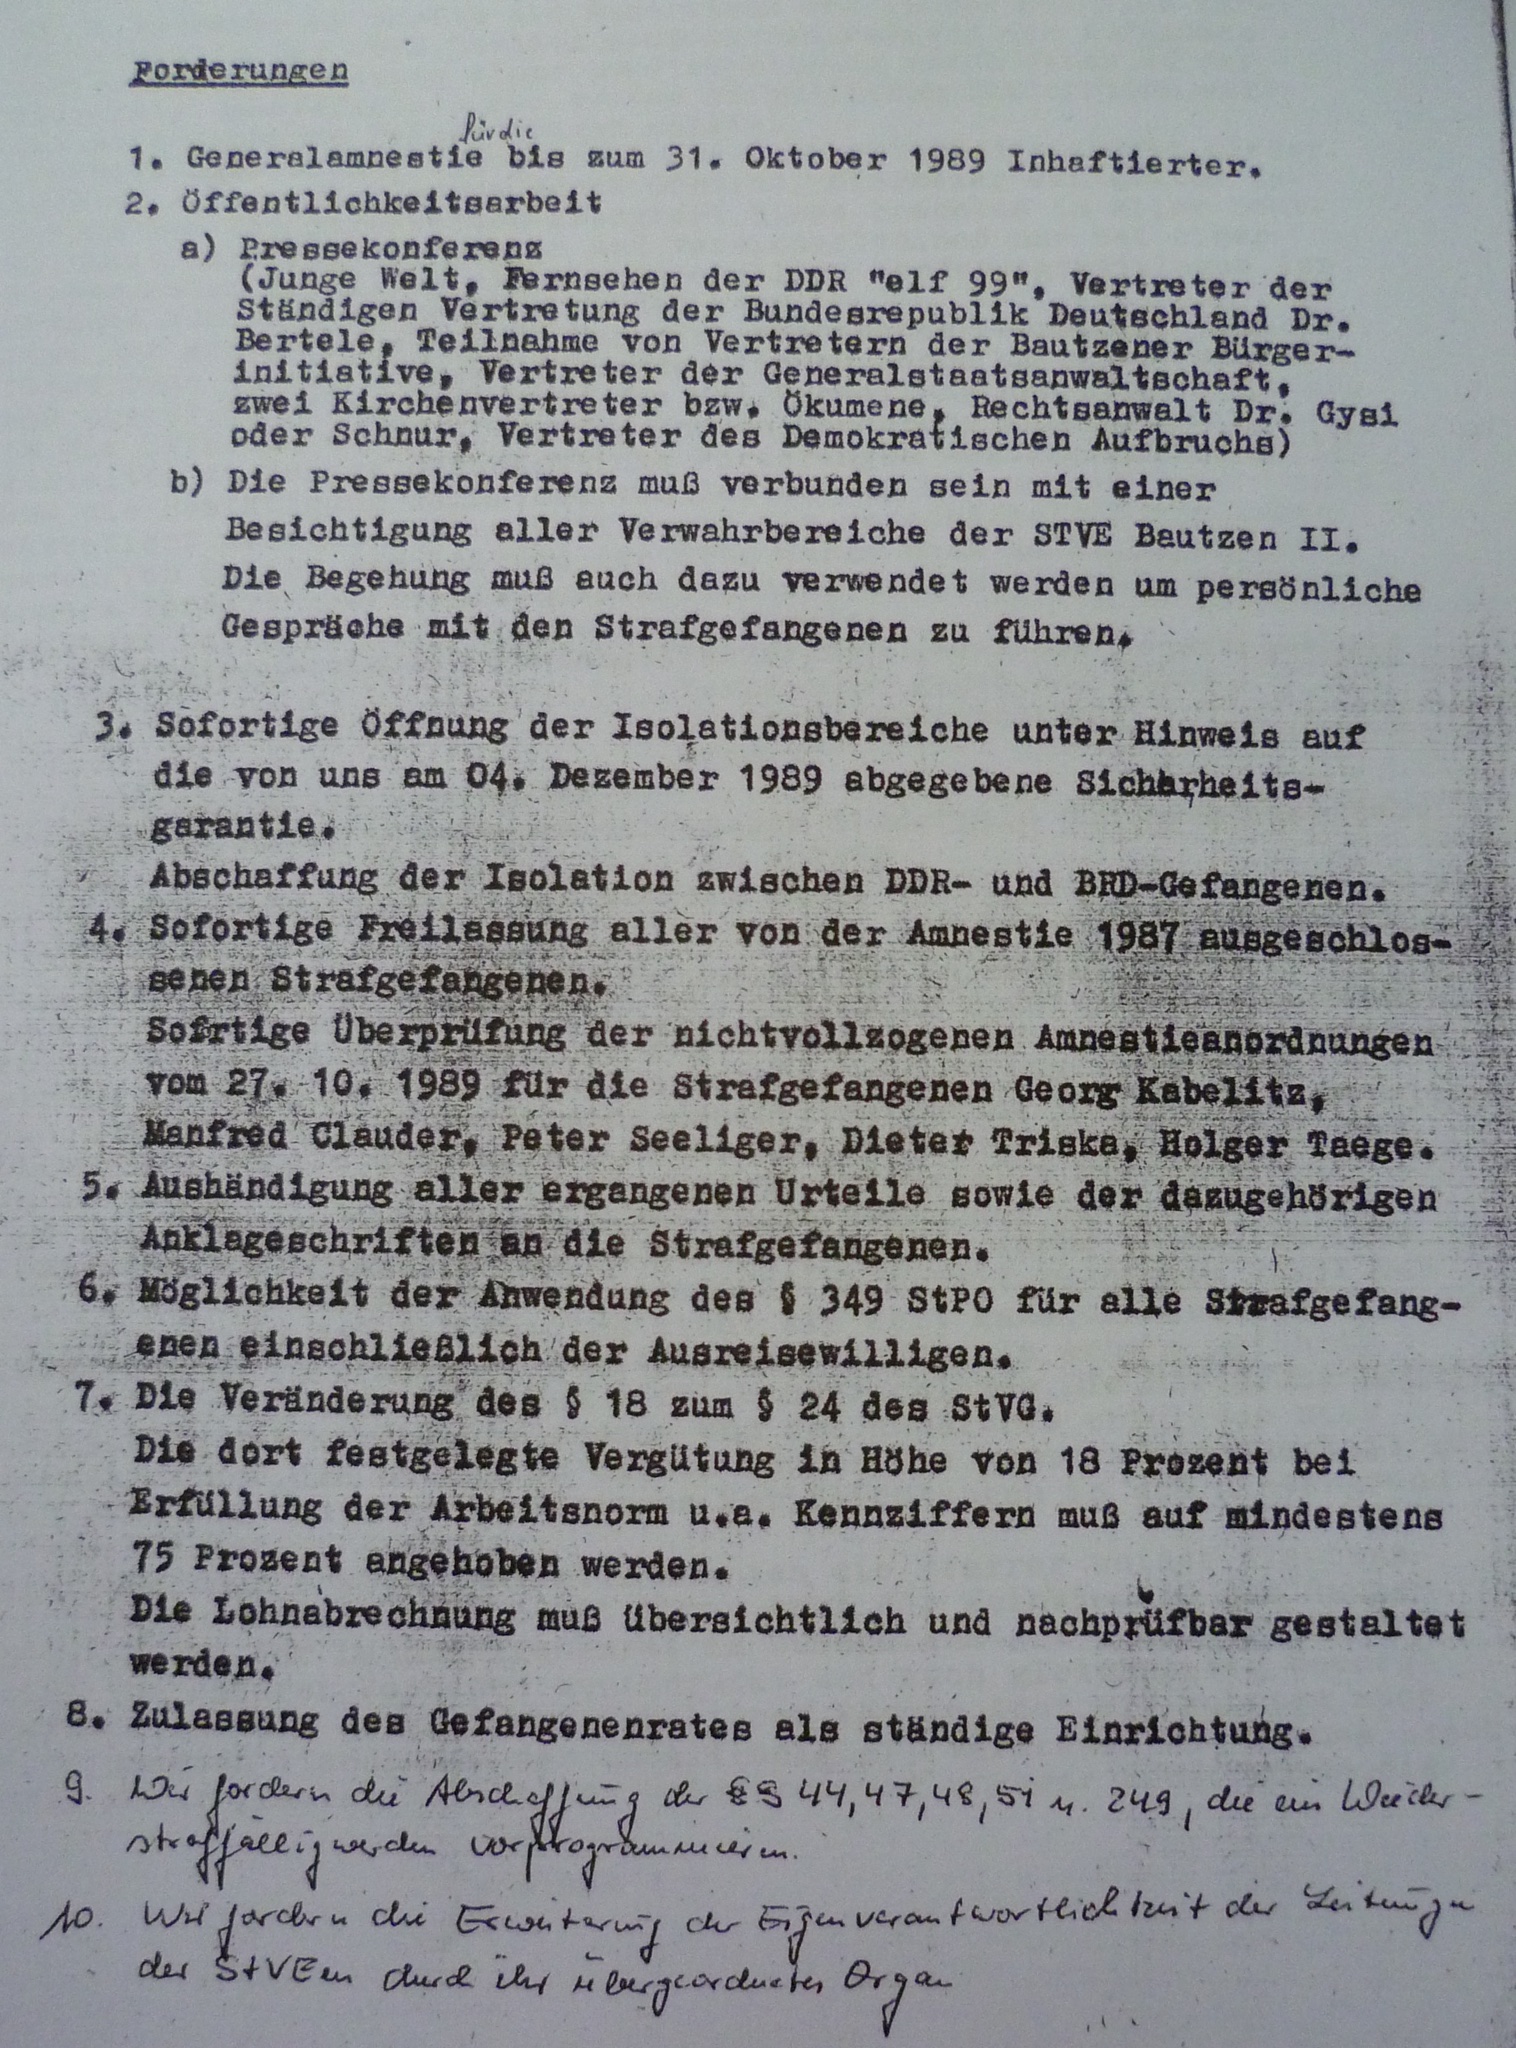 Forderungen
für die
1. Generalamnestie bis zum 31. Oktober 1989 Inhaftierter.
2. Öffentlichkeitsarbeit
a) Pressekonferenz
(Junge Welt, Fernsehen der DDR "elf 99", Vertreter der
Ständigen Vertretung der Bundesrepublik Deutschland Dr.
Bertele, Teilnahme von Vertretern der Bautzener Bürger-
initiative, Vertreter der Generalstaatsanwaltschaft,
zwei Kirchenvertreter bzw. Ökumene, Rechtsanwalt Dr. Gysi
oder Schnur, Vertreter des Demokratischen Aufbruchs)
b) Die Pressekonferenz muß verbunden sein mit einer
Besichtigung aller Verwahrbereiche der STVE Bautzen II.
Die Begehung muß auch dazu verwendet werden um persönliche
Gespräche mit den Strafgefangenen zu führen.
3. Sofortige Öffnung der Isolationsbereiche unter Hinweis auf
die von uns am 04. Dezember 1989 abgegebene Sicherheits-
garantie.
Abschaffung der Isolation zwischen DDR- und BRD-Gefangenen.
4. Sofortige Freilassung aller von der Amnestie 1987 ausgeschlos-
senen Strafgefangenen.
Sofrtige Überprüfung der nichtvollzogenen Amnestieanordnungen
vom 27. 10. 1989 für die Strafgefangenen Georg Kabelitz,
Manfred Clauder, Peter Seeliger, Dieter Triska, Holger Taege.
5. Aushändigung aller ergangenen Urteile sowie der dazugehörigen
Anklageschriften an die Strafgefangenen.
6. Möglichkeit der Anwendung des § 349 StPO für alle Strafgefang-
enen einschließlich der Ausreisewilligen.
7. Die Veränderung des § 18 zum § 24 des StVG.
Die dort festgelegte Vergütung in Höhe von 18 Prozent bei
Erfüllung der Arbeitsnorm u.a. Kennziffern muß auf mindestens
75 Prozent angehoben werden.
Die Lohnabrechnung muß übersichtlich und nachprüfbar gestaltet
werden.
8. Zulassung des Gefangenenrates als ständige Einrichtung.
9. Wir fordern die Abschaffung der §§ 44, 47, 48, 51 u. 249, die ein Wieder-
straffälligwerden vorprogrammieren.
10. Wir fordern die Erweiterung der Eigenverantwortlichkeit der Leitungen
der StVEen durch ihr übergeordnetes Organ